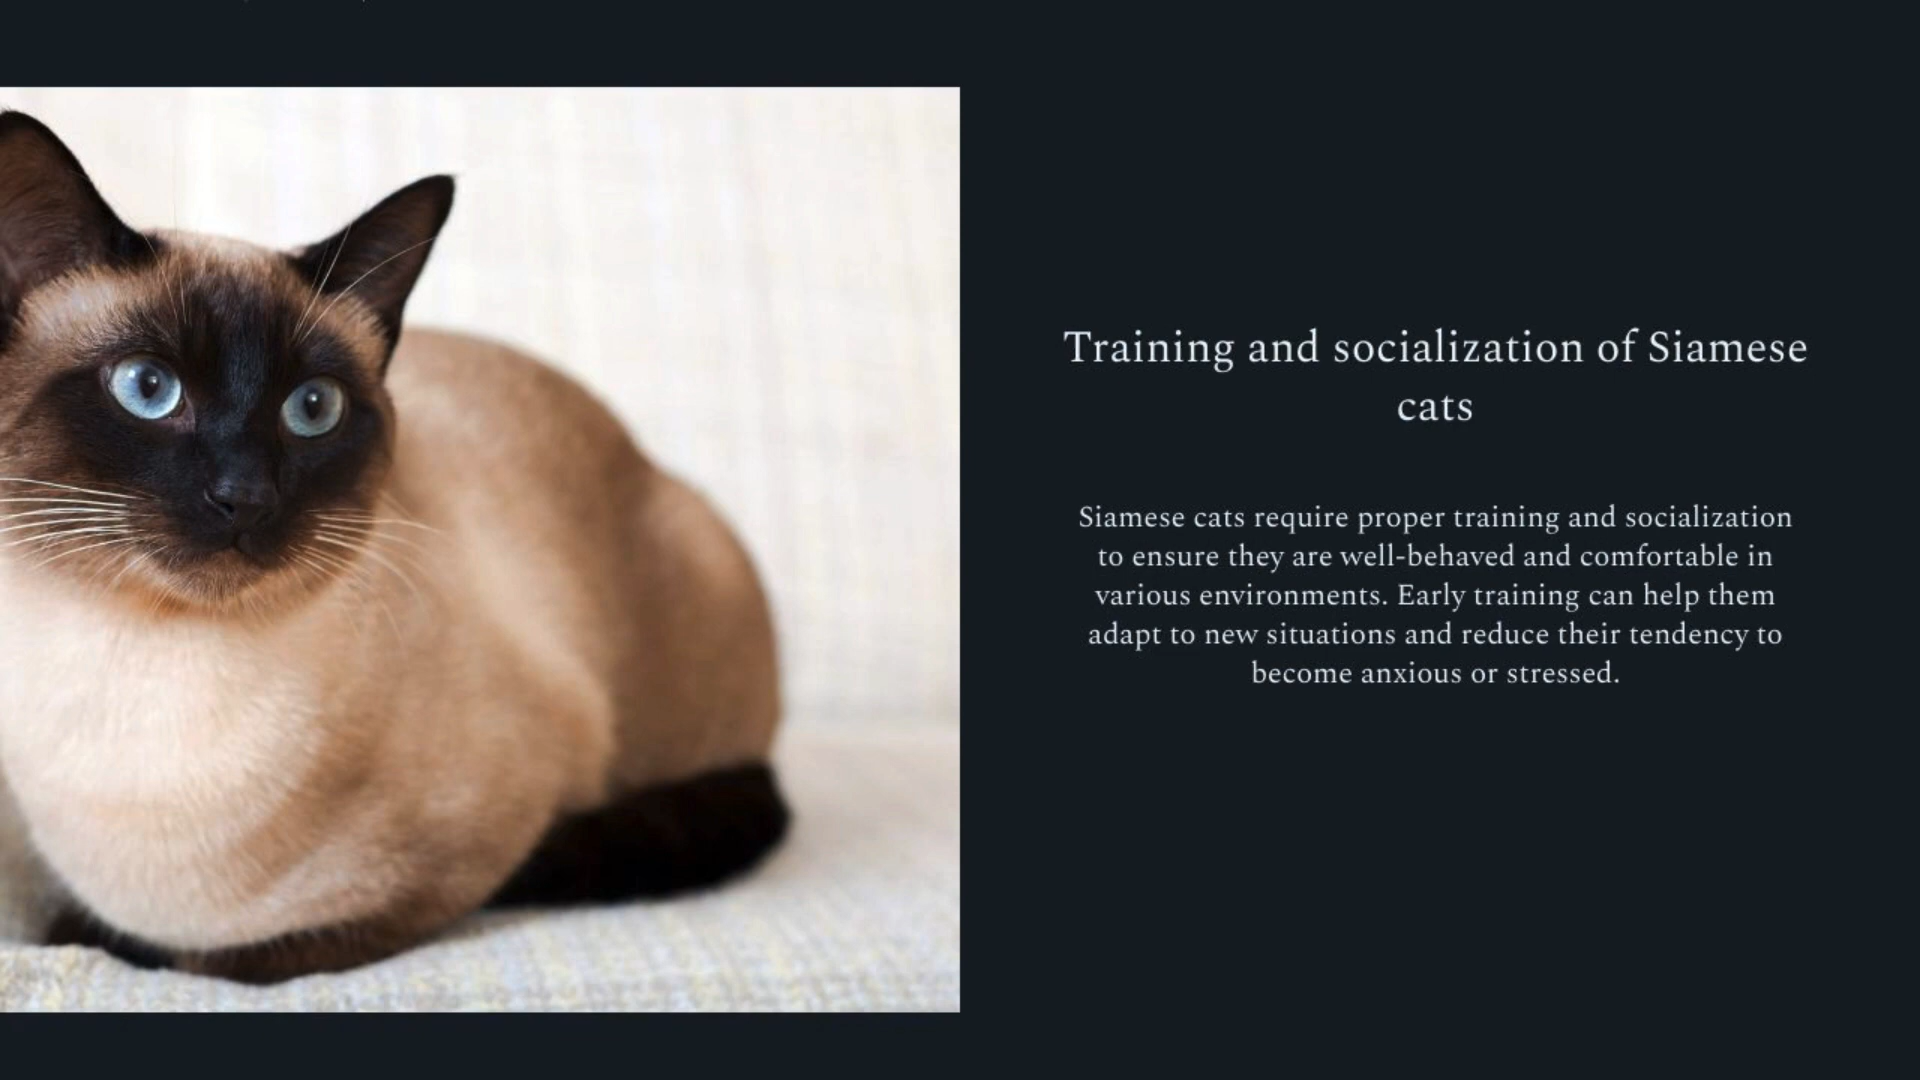 Training and socialization of Siamese
cats
Siamese cats require proper training and socialization
to ensure they are well-behaved and comfortable in
various environments. Early training can help them
adapt to new situations and reduce their tendency to
become anxious or stressed.